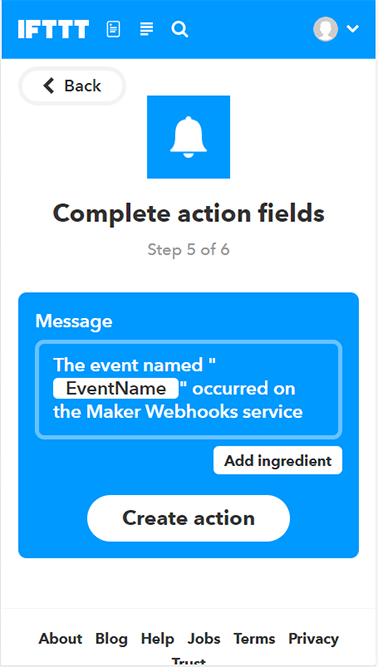 IFTTT
Back
Complete action fields
Step 5 of 6
Message
The event named "
EventName " occurred on
the Maker Webhooks service
Add ingredient
Create action
About Blog Help Jobs Terms Privacy
Trust